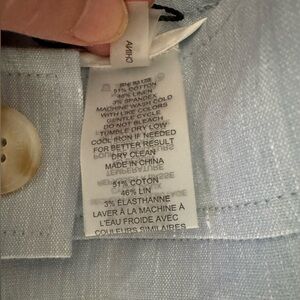 CHINA
51% COTTON
46% LINEN
3% SPANDEX
MACHINE WASH COLD
WITH LIKE COLORS
GENTLE CYCLE
DO NOT BLEACH
TUMBLE DRY LOW
COOL IRON IF NEEDED
FOR BETTER RESULT
DRY CLEAN
MADE IN CHINA
51% COTON
46% LIN
3% ÉLASTHANNE
LAVER À LA MACHINE À
L'EAU FROIDE AVEC
COULEURS SIMILAIRES